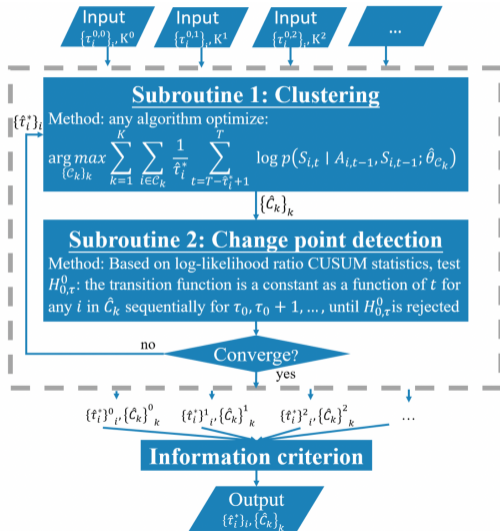 Input Input Input ...
{τ_i^{0,0}}_i, K^0 {τ_i^{0,1}}_i, K^1 {τ_i^{0,2}}_i, K^2
Subroutine 1: Clustering
{τ̂_i^*}_i
Method: any algorithm optimize:
arg max_{{C_k}_k} ∑_{k=1}^{K} ∑_{i∈C_k} 1/τ̂_i^* ∑_{t=T−τ̂_i^*+1}^{T} log p(S_{i,t} | A_{i,t−1}, S_{i,t−1}; θ̂_{C_k})
{Ĉ_k}_k
Subroutine 2: Change point detection
Method: Based on log-likelihood ratio CUSUM statistics, test
H_{0,τ}^0: the transition function is a constant as a function of t for
any i in Ĉ_k sequentially for τ_0, τ_0 + 1, ..., until H_{0,τ}^0 is rejected
no
Converge?
yes
{τ̂_i^*}^0_i, {Ĉ_k}^0_k {τ̂_i^*}^1_i, {Ĉ_k}^1_k {τ̂_i^*}^2_i, {Ĉ_k}^2_k ...
Information criterion
Output
{τ̂_i^*}_i, {Ĉ_k}_k